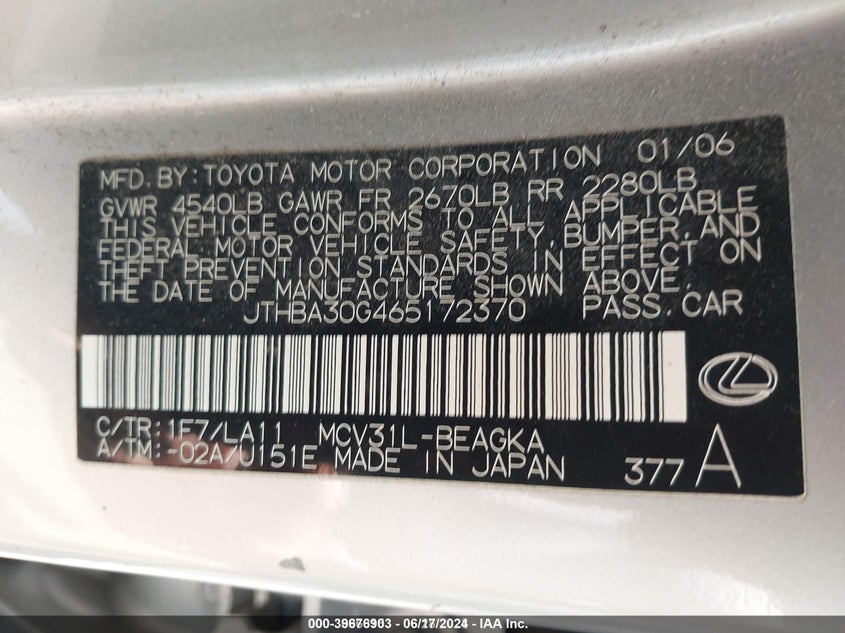 MFD. BY: TOYOTA MOTOR CORPORATION 01/06
GVWR 4540LB GAWR FR 2670LB RR 2280LB
THIS VEHICLE CONFORMS TO ALL APPLICABLE
FEDERAL MOTOR VEHICLE SAFETY, BUMPER, AND
THEFT PREVENTION STANDARDS IN EFFECT ON
THE DATE OF MANUFACTURE SHOWN ABOVE.
JTHBA30G465172370 PASS. CAR
C/TR: 1F7/LA11 MCV31L-BEAGKA
A/TM: -02A/U151E MADE IN JAPAN 377 A
000-39676903 - 06/17/2024 - IAA Inc.